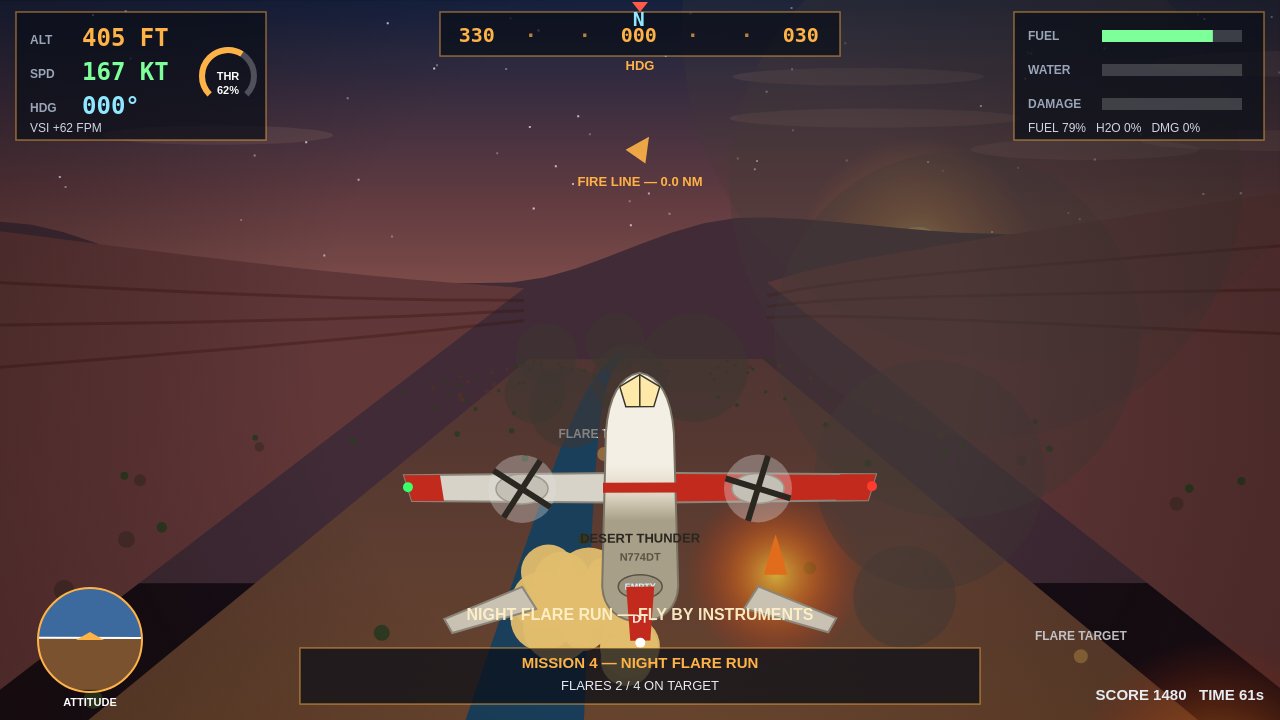 ALT 405 FT
SPD 167 KT
HDG 000°
VSI +62 FPM
THR
62%
N
330 · · 000 · · 030
HDG
FUEL
WATER
DAMAGE
FUEL 79% H2O 0% DMG 0%
FIRE LINE — 0.0 NM
FLARE T
DESERT THUNDER
N774DT
EMPTY
NIGHT FLARE RUN — FLY BY INSTRUMENTS
DT
FLARE TARGET
MISSION 4 — NIGHT FLARE RUN
FLARES 2 / 4 ON TARGET
ATTITUDE
SCORE 1480 TIME 61s